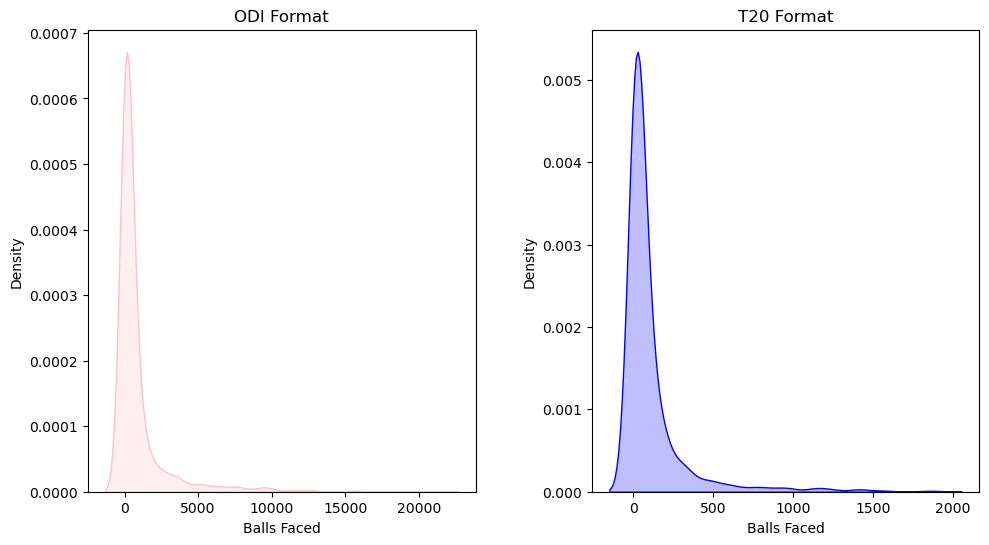 ODI Format
0.0007
0.0006
0.0005
0.0004
0.0003
0.0002
0.0001
0.0000
Density
0 5000 10000 15000 20000
Balls Faced
T20 Format
0.005
0.004
0.003
0.002
0.001
0.000
Density
0 500 1000 1500 2000
Balls Faced